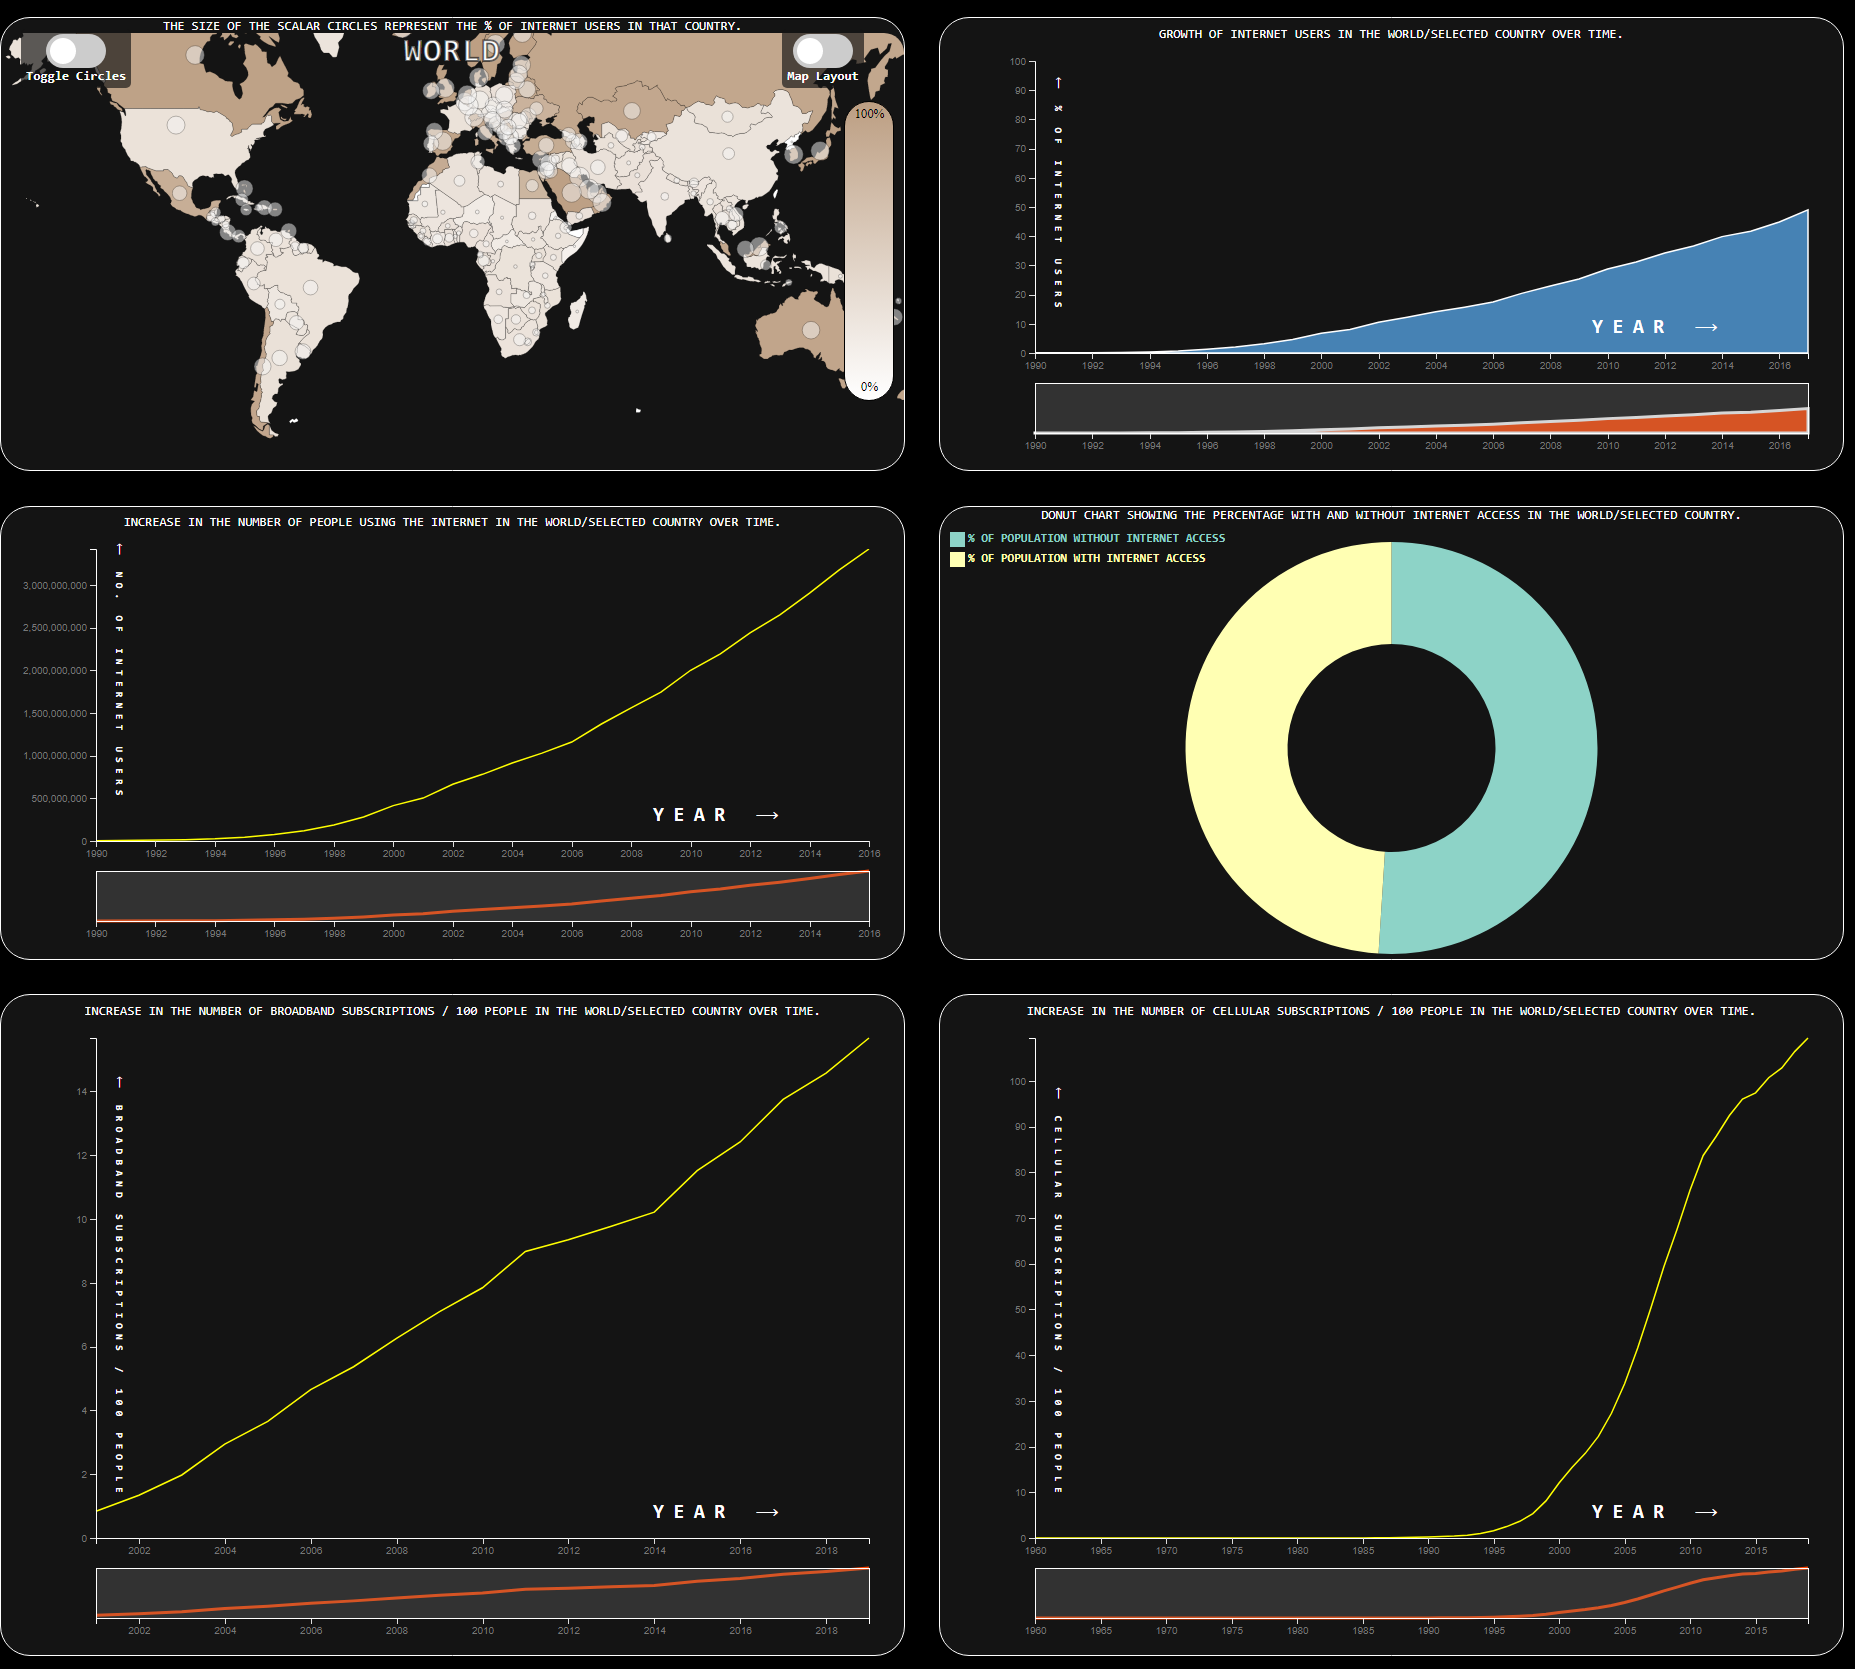 THE SIZE OF THE SCALAR CIRCLES REPRESENT THE % OF INTERNET USERS IN THAT COUNTRY.
WORLD
Toggle Circles
Map Layout
100%
0%
GROWTH OF INTERNET USERS IN THE WORLD/SELECTED COUNTRY OVER TIME.
100
90
80
70
60
50
40
30
20
10
0
% OF INTERNET USERS
YEAR
1990 1992 1994 1996 1998 2000 2002 2004 2006 2008 2010 2012 2014 2016
1990 1992 1994 1996 1998 2000 2002 2004 2006 2008 2010 2012 2014 2016
INCREASE IN THE NUMBER OF PEOPLE USING THE INTERNET IN THE WORLD/SELECTED COUNTRY OVER TIME.
3,000,000,000
2,500,000,000
2,000,000,000
1,500,000,000
1,000,000,000
500,000,000
0
NO. OF INTERNET USERS
YEAR
1990 1992 1994 1996 1998 2000 2002 2004 2006 2008 2010 2012 2014 2016
1990 1992 1994 1996 1998 2000 2002 2004 2006 2008 2010 2012 2014 2016
DONUT CHART SHOWING THE PERCENTAGE WITH AND WITHOUT INTERNET ACCESS IN THE WORLD/SELECTED COUNTRY.
% OF POPULATION WITHOUT INTERNET ACCESS
% OF POPULATION WITH INTERNET ACCESS
INCREASE IN THE NUMBER OF BROADBAND SUBSCRIPTIONS / 100 PEOPLE IN THE WORLD/SELECTED COUNTRY OVER TIME.
14
12
10
8
6
4
2
0
BROADBAND SUBSCRIPTIONS / 100 PEOPLE
YEAR
2002 2004 2006 2008 2010 2012 2014 2016 2018
2002 2004 2006 2008 2010 2012 2014 2016 2018
INCREASE IN THE NUMBER OF CELLULAR SUBSCRIPTIONS / 100 PEOPLE IN THE WORLD/SELECTED COUNTRY OVER TIME.
100
90
80
70
60
50
40
30
20
10
0
CELLULAR SUBSCRIPTIONS / 100 PEOPLE
YEAR
1960 1965 1970 1975 1980 1985 1990 1995 2000 2005 2010 2015
1960 1965 1970 1975 1980 1985 1990 1995 2000 2005 2010 2015